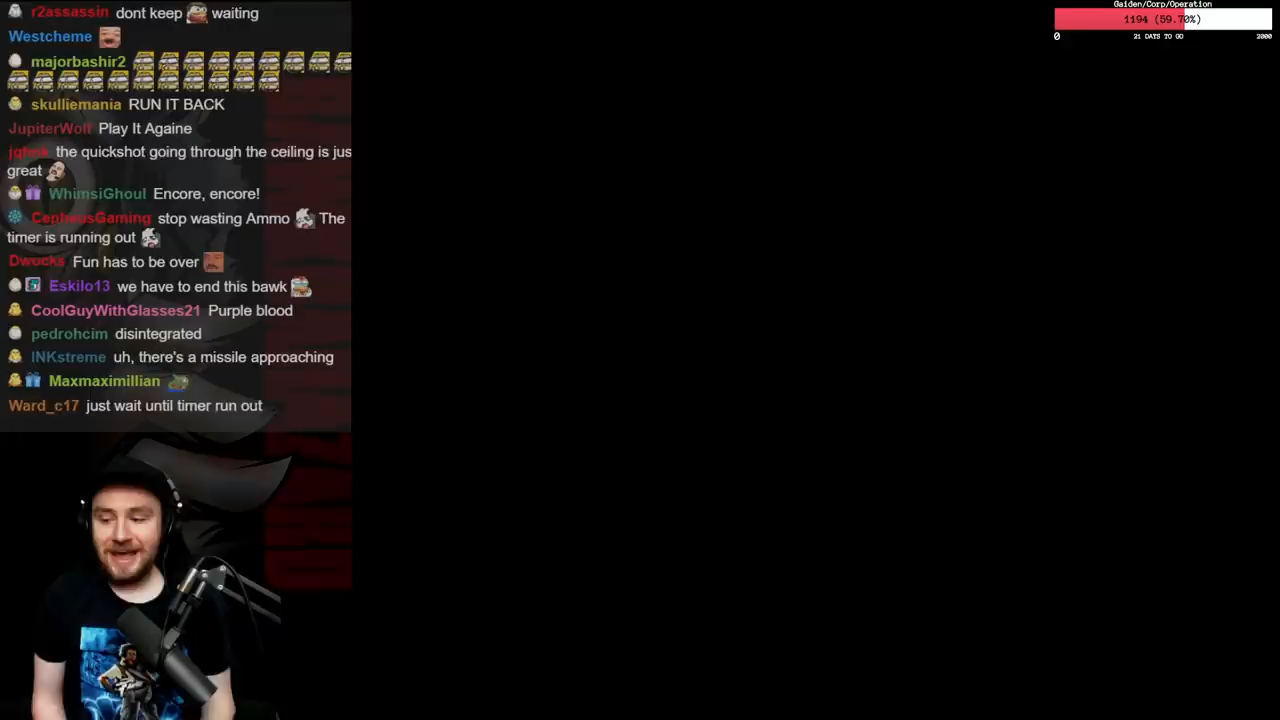 r2assassin dont keep waiting
Westcheme
majorbashir2
skulliemania RUN IT BACK
JupiterWolf Play It Againe
the quickshot going through the ceiling is jus
great
WhimsiGhoul Encore, encore!
CepheusGaming stop wasting Ammo The
timer is running out
Dwocks Fun has to be over
Eskilo13 we have to end this bawk
CoolGuyWithGlasses21 Purple blood
pedrohcim disintegrated
INKstreme uh, there's a missile approaching
Maxmaximillian
Ward_c17 just wait until timer run out
Gaiden/Corp/Operation
1194 (59.70%)
0 21 DAYS TO GO 2000